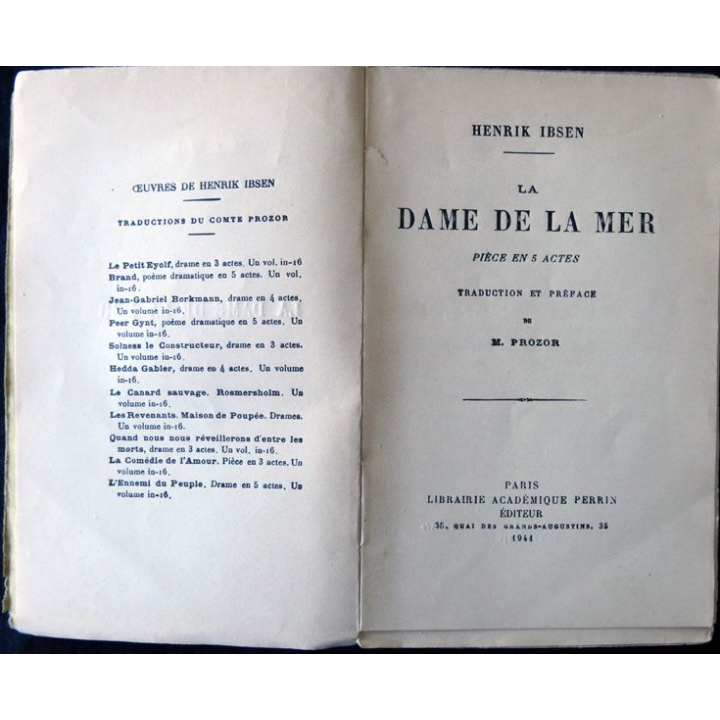 ŒUVRES DE HENRIK IBSEN
TRADUCTIONS DU COMTE PROZOR
Le Petit Eyolf, drame en 3 actes. Un vol. in-16
Brand, poème dramatique en 5 actes. Un vol.
in-16.
Jean-Gabriel Borkmann, drame en 4 actes.
Un volume in-16.
Peer Gynt, poème dramatique en 5 actes. Un
volume in-16.
Solness le Constructeur, drame en 3 actes.
Un volume in-16.
Hedda Gabler, drame en 4 actes. Un volume
in-16.
Le Canard sauvage. Rosmersholm. Un
volume in-16.
Les Revenants. Maison de Poupée. Drames.
Un volume in-16.
Quand nous nous réveillerons d'entre les
morts, drame en 3 actes. Un vol. in-16.
La Comédie de l'Amour. Pièce en 3 actes. Un
volume in-16.
L'Ennemi du Peuple. Drame en 5 actes. Un
volume in-16.
HENRIK IBSEN
LA
DAME DE LA MER
PIÈCE EN 5 ACTES
TRADUCTION ET PRÉFACE
DE
M. PROZOR
PARIS
LIBRAIRIE ACADÉMIQUE PERRIN
ÉDITEUR
35, QUAI DES GRANDS-AUGUSTINS, 35
1941